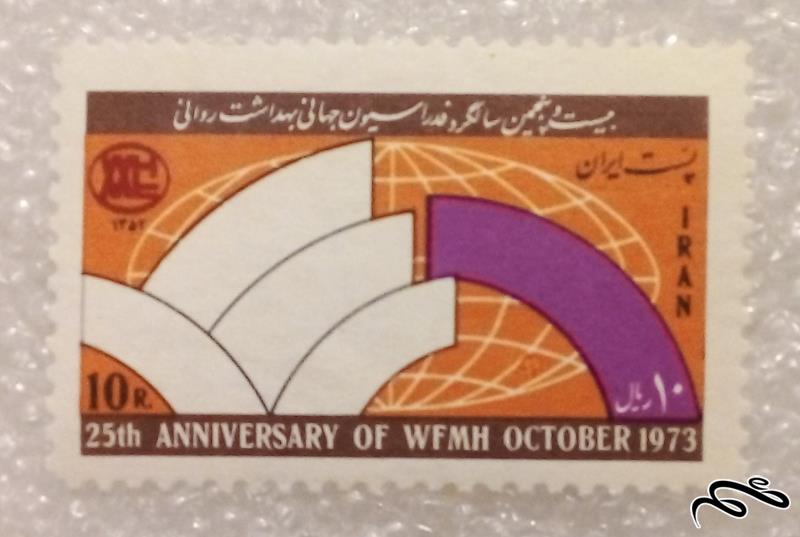 بیست و پنجمین سالگرد فدراسیون جهانی بهداشت روانی
پست ایران
۱۳۵۲
IRAN
10 R.
۱۰ ریال
25th ANNIVERSARY OF WFMH OCTOBER 1973